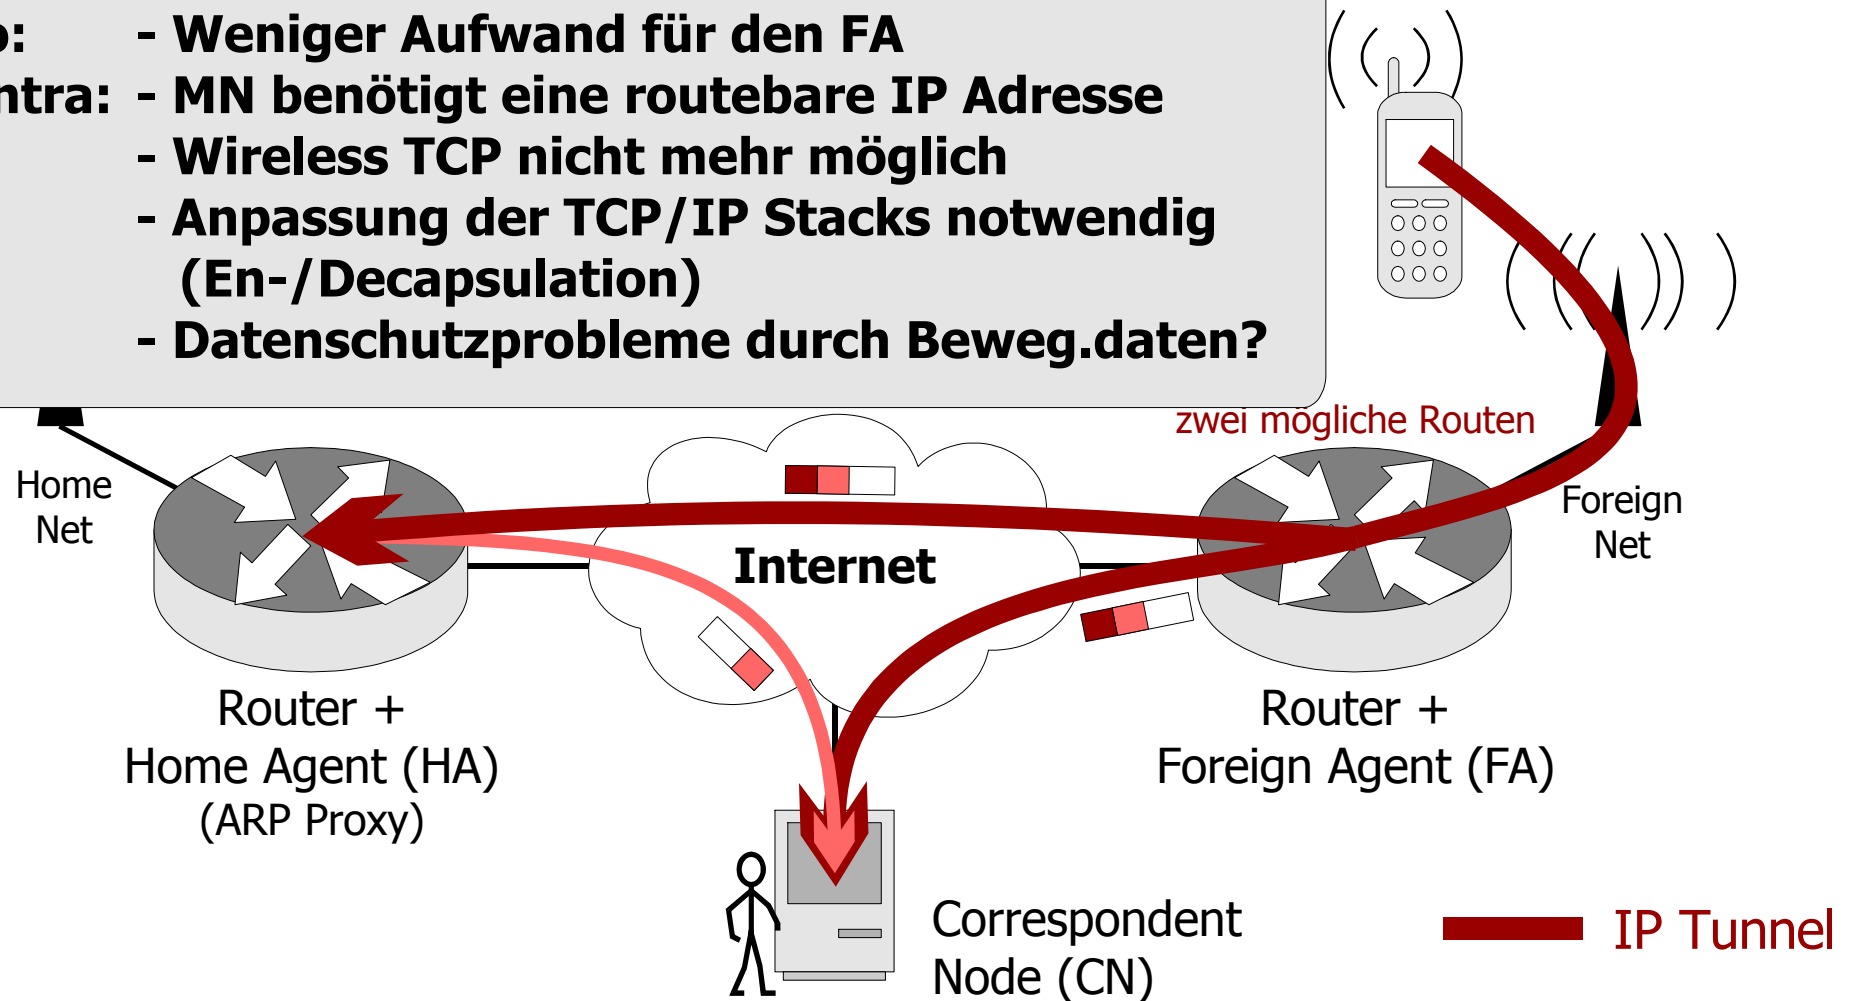 o: - Weniger Aufwand für den FA
ntra: - MN benötigt eine routebare IP Adresse
- Wireless TCP nicht mehr möglich
- Anpassung der TCP/IP Stacks notwendig
(En-/Decapsulation)
- Datenschutzprobleme durch Beweg.daten?
zwei mögliche Routen
Home
Net
Foreign
Net
Internet
Router +
Home Agent (HA)
(ARP Proxy)
Router +
Foreign Agent (FA)
Correspondent
Node (CN)
IP Tunnel